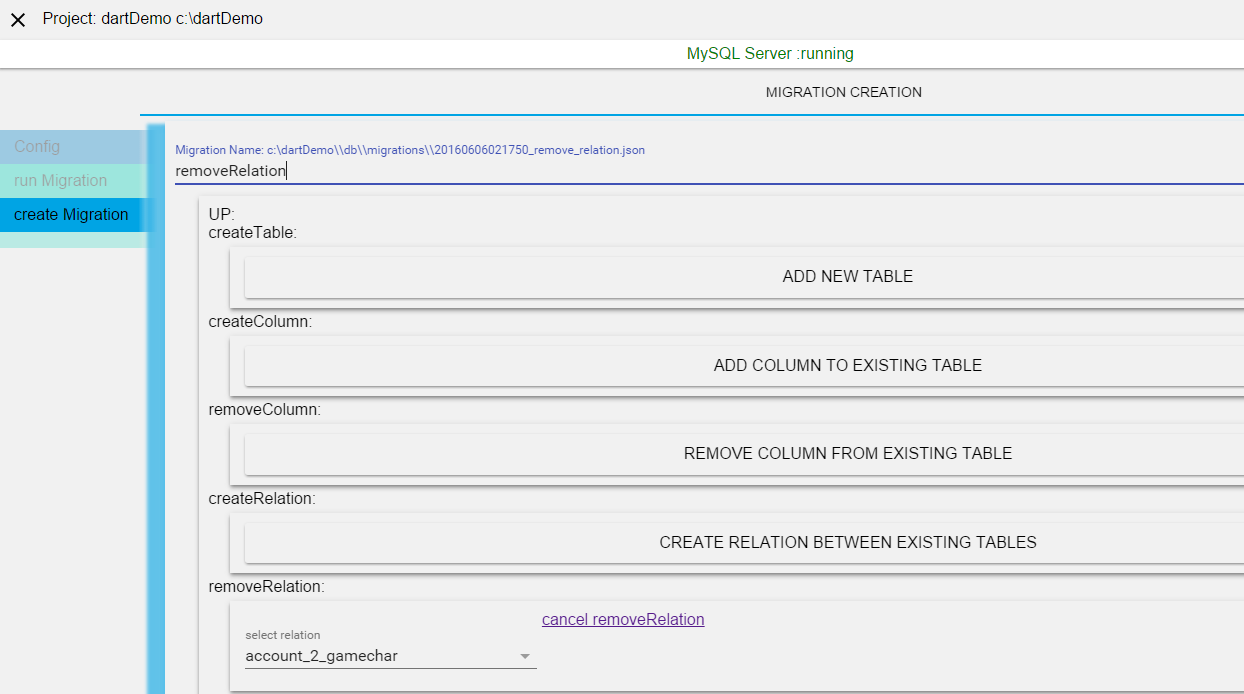 Project: dartDemo c:\dartDemo
MySQL Server :running
MIGRATION CREATION
Config
run Migration
create Migration
Migration Name: c:\dartDemo\\db\\migrations\\20160606021750_remove_relation.json
removeRelation
UP:
createTable:
ADD NEW TABLE
createColumn:
ADD COLUMN TO EXISTING TABLE
removeColumn:
REMOVE COLUMN FROM EXISTING TABLE
createRelation:
CREATE RELATION BETWEEN EXISTING TABLES
removeRelation:
cancel removeRelation
select relation
account_2_gamechar